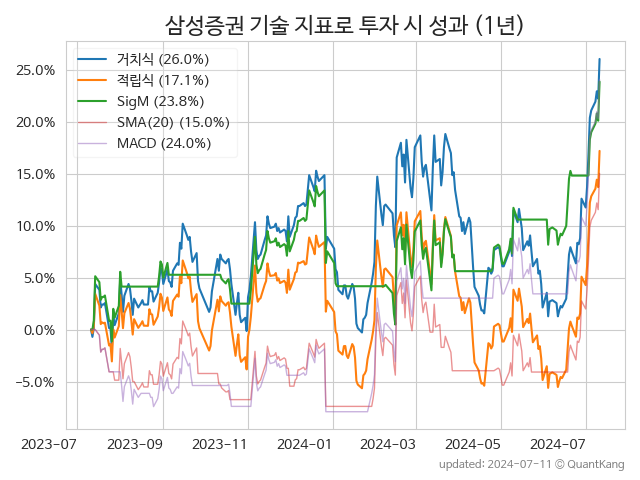 삼성증권 기술 지표로 투자 시 성과 (1년)
거치식 (26.0%)
적립식 (17.1%)
SigM (23.8%)
SMA(20) (15.0%)
MACD (24.0%)
25.0%
20.0%
15.0%
10.0%
5.0%
0.0%
−5.0%
2023-07 2023-09 2023-11 2024-01 2024-03 2024-05 2024-07
updated: 2024-07-11 © QuantKang